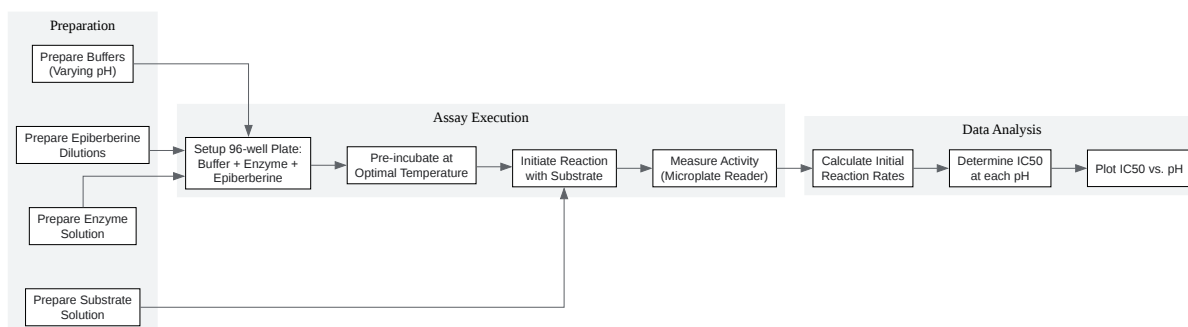 Preparation
Prepare Buffers
(Varying pH)
Prepare Epiberberine
Dilutions
Prepare Enzyme
Solution
Prepare Substrate
Solution
Assay Execution
Setup 96-well Plate:
Buffer + Enzyme +
Epiberberine
Pre-incubate at
Optimal Temperature
Initiate Reaction
with Substrate
Measure Activity
(Microplate Reader)
Data Analysis
Calculate Initial
Reaction Rates
Determine IC50
at each pH
Plot IC50 vs. pH